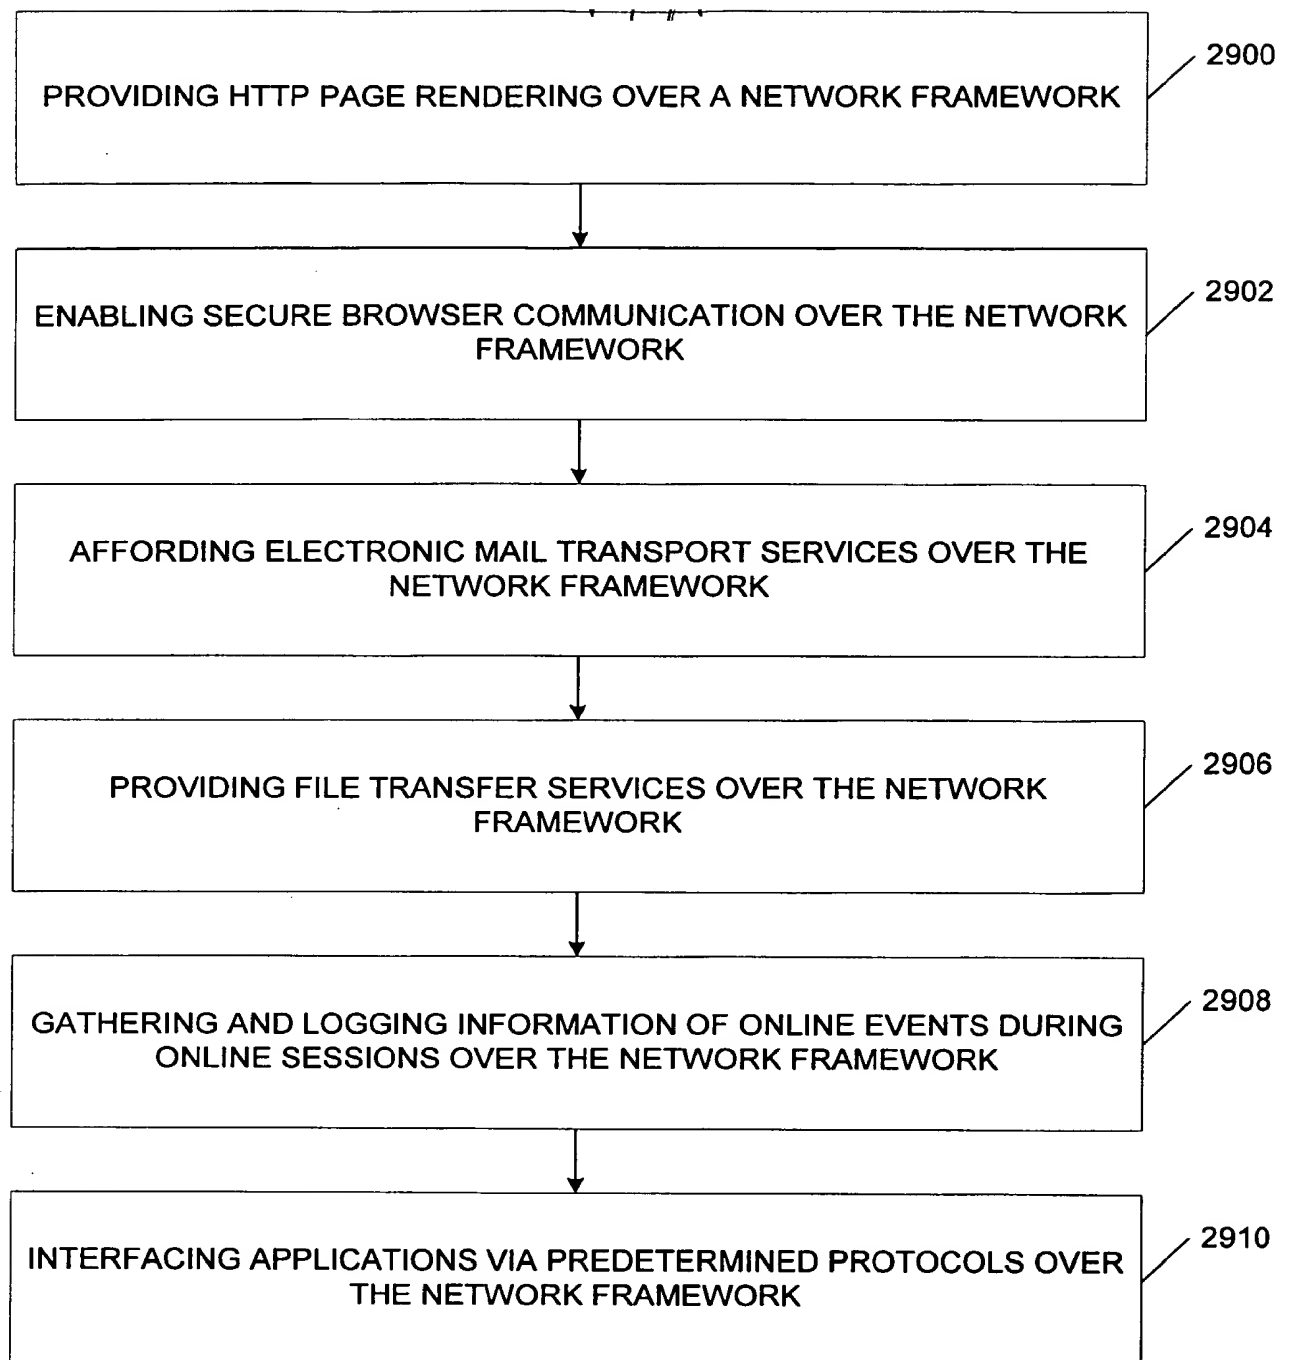 2900
PROVIDING HTTP PAGE RENDERING OVER A NETWORK FRAMEWORK
2902
ENABLING SECURE BROWSER COMMUNICATION OVER THE NETWORK
FRAMEWORK
2904
AFFORDING ELECTRONIC MAIL TRANSPORT SERVICES OVER THE
NETWORK FRAMEWORK
2906
PROVIDING FILE TRANSFER SERVICES OVER THE NETWORK
FRAMEWORK
2908
GATHERING AND LOGGING INFORMATION OF ONLINE EVENTS DURING
ONLINE SESSIONS OVER THE NETWORK FRAMEWORK
2910
INTERFACING APPLICATIONS VIA PREDETERMINED PROTOCOLS OVER
THE NETWORK FRAMEWORK